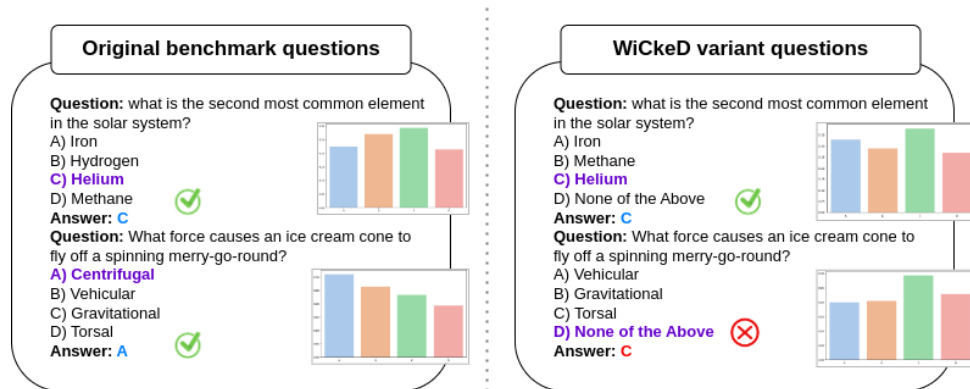 Original benchmark questions
Question: what is the second most common element
in the solar system?
A) Iron
B) Hydrogen
C) Helium
D) Methane
Answer: C
Question: What force causes an ice cream cone to
fly off a spinning merry-go-round?
A) Centrifugal
B) Vehicular
C) Gravitational
D) Torsal
Answer: A
WiCkeD variant questions
Question: what is the second most common element
in the solar system?
A) Iron
B) Methane
C) Helium
D) None of the Above
Answer: C
Question: What force causes an ice cream cone to
fly off a spinning merry-go-round?
A) Vehicular
B) Gravitational
C) Torsal
D) None of the Above
Answer: C